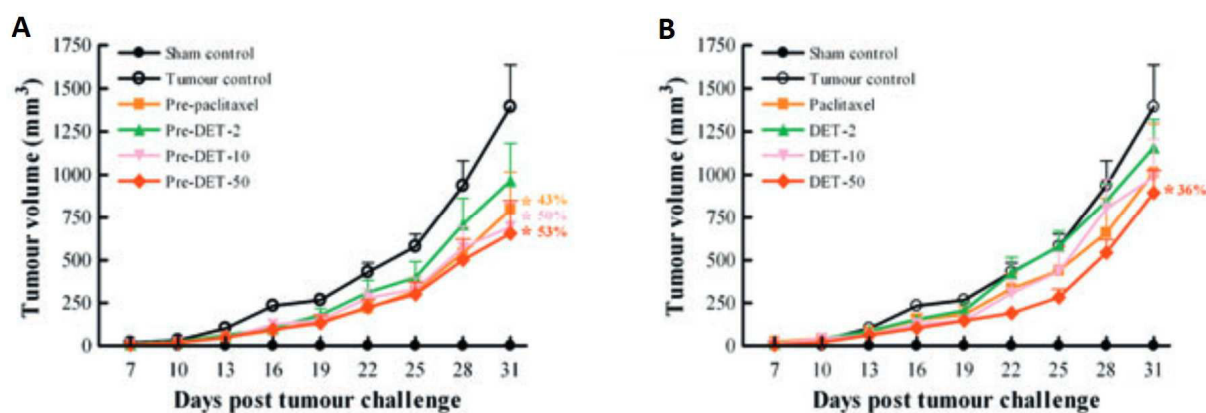 A
Tumour volume (mm3)
1750
1500
1250
1000
750
500
250
0
Sham control
Tumour control
Pre-paclitaxel
Pre-DET-2
Pre-DET-10
Pre-DET-50
* 43%
* 50%
* 53%
7 10 13 16 19 22 25 28 31
Days post tumour challenge
B
Tumour volume (mm3)
1750
1500
1250
1000
750
500
250
0
Sham control
Tumour control
Paclitaxel
DET-2
DET-10
DET-50
* 36%
7 10 13 16 19 22 25 28 31
Days post tumour challenge